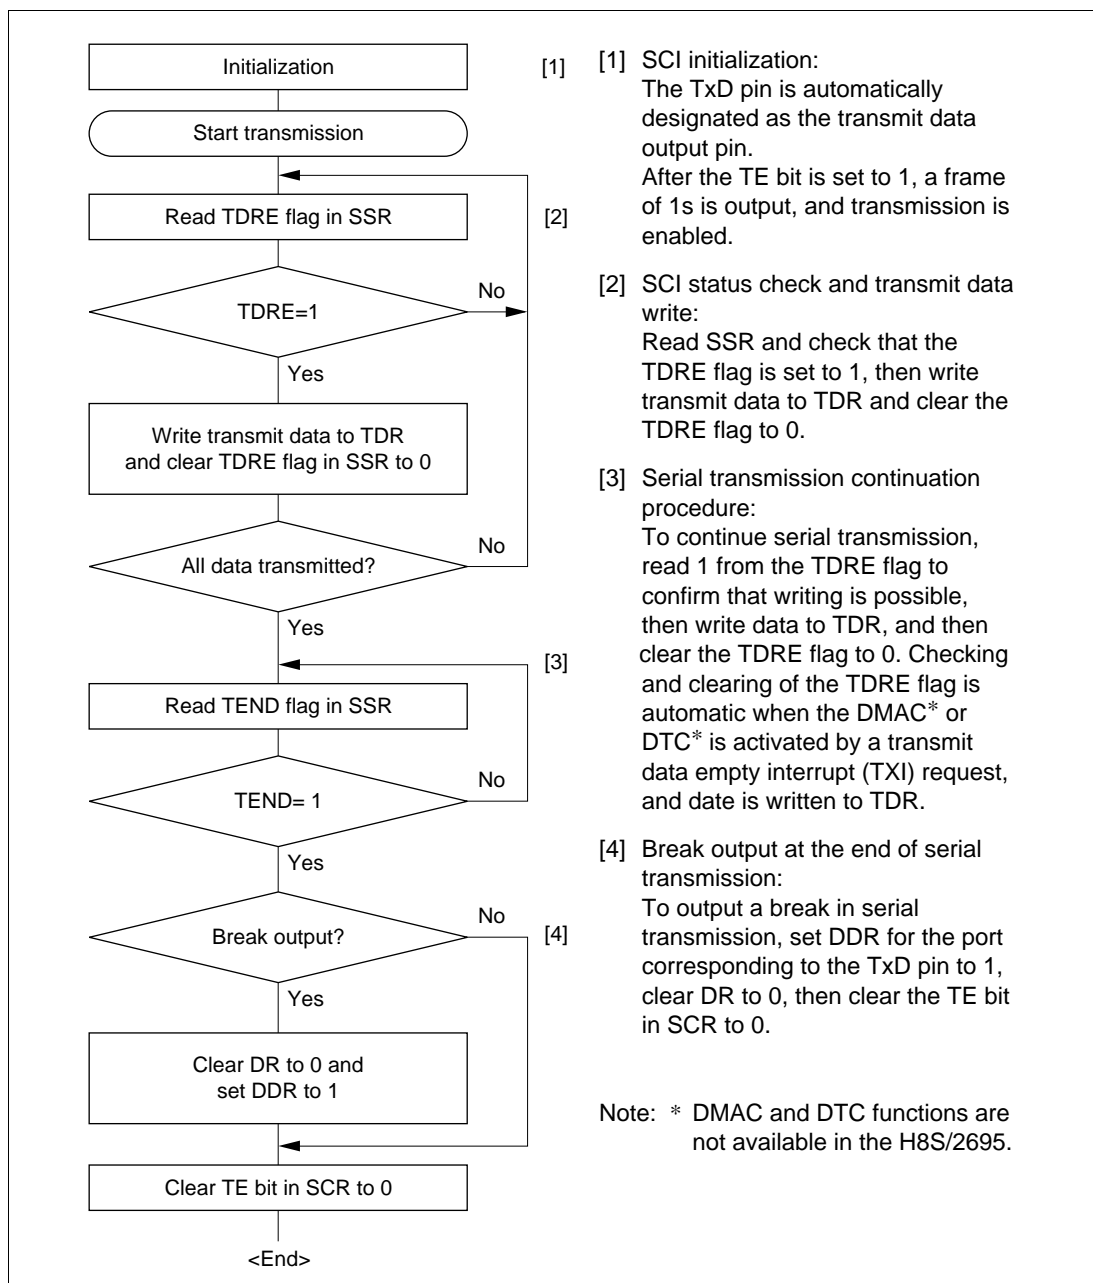 Initialization
[1]
Start transmission
Read TDRE flag in SSR
[2]
TDRE=1
No
Yes
Write transmit data to TDR
and clear TDRE flag in SSR to 0
All data transmitted?
No
Yes
[3]
Read TEND flag in SSR
TEND= 1
No
Yes
Break output?
No
[4]
Yes
Clear DR to 0 and
set DDR to 1
Clear TE bit in SCR to 0
<End>
[1] SCI initialization:
The TxD pin is automatically
designated as the transmit data
output pin.
After the TE bit is set to 1, a frame
of 1s is output, and transmission is
enabled.
[2] SCI status check and transmit data
write:
Read SSR and check that the
TDRE flag is set to 1, then write
transmit data to TDR and clear the
TDRE flag to 0.
[3] Serial transmission continuation
procedure:
To continue serial transmission,
read 1 from the TDRE flag to
confirm that writing is possible,
then write data to TDR, and then
clear the TDRE flag to 0. Checking
and clearing of the TDRE flag is
automatic when the DMAC* or
DTC* is activated by a transmit
data empty interrupt (TXI) request,
and date is written to TDR.
[4] Break output at the end of serial
transmission:
To output a break in serial
transmission, set DDR for the port
corresponding to the TxD pin to 1,
clear DR to 0, then clear the TE bit
in SCR to 0.
Note: * DMAC and DTC functions are
not available in the H8S/2695.